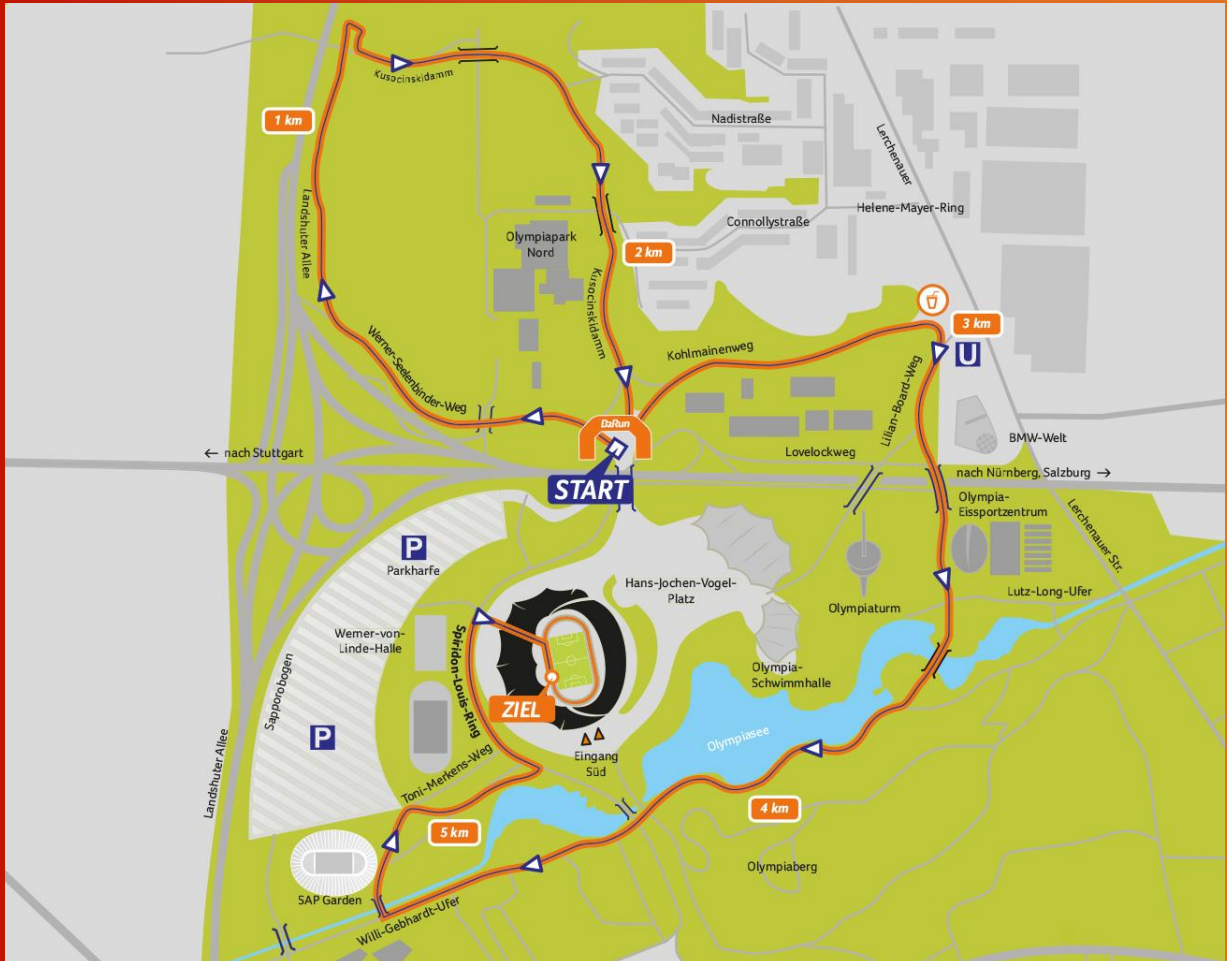 Kusocinskidamm
1 km
Nadistraße
Lerchenauer
Landshuter Allee
Helene-Mayer-Ring
Connollystraße
Olympiapark
Nord
2 km
Kusocinskidamm
3 km
U
Werner-Seelenbinder-Weg
Kohlmainenweg
Lilian-Board-Weg
DaRun
BMW-Welt
← nach Stuttgart
Lovelockweg
nach Nürnberg, Salzburg →
START
Olympia-
Eissportzentrum
Lerchenauer Str.
P
Parkharfe
Hans-Jochen-Vogel-
Platz
Olympiaturm
Lutz-Long-Ufer
Werner-von-
Linde-Halle
Spiridon-Louis-Ring
Sapporobogen
Olympia-
Schwimmhalle
ZIEL
P
Olympiasee
Eingang
Süd
Landshuter Allee
Toni-Merkens-Weg
4 km
5 km
Olympiaberg
SAP Garden
Willi-Gebhardt-Ufer